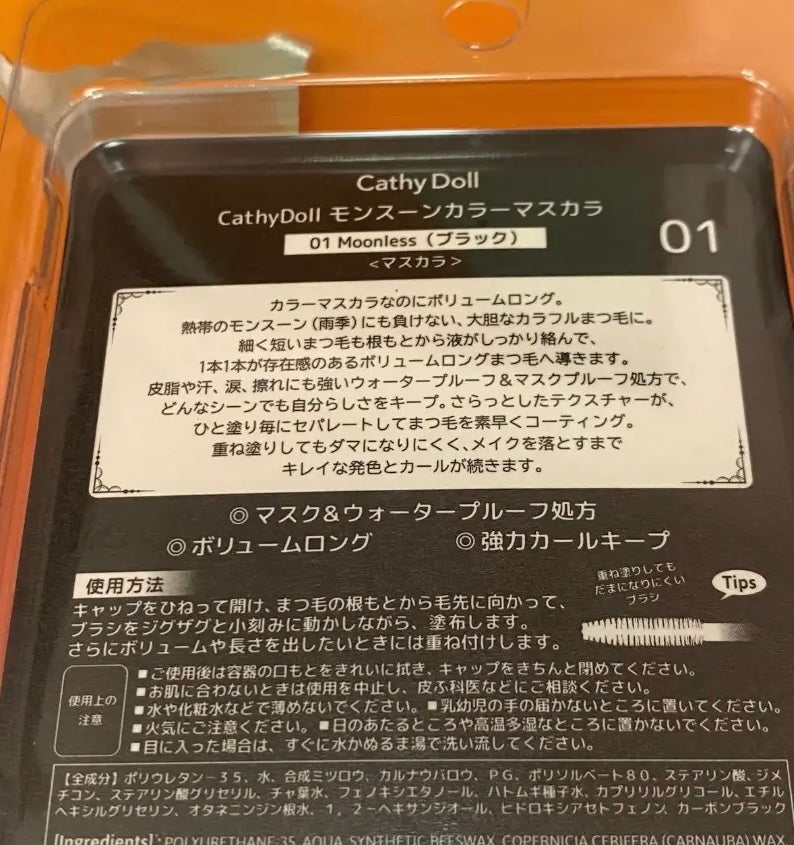 Cathy Doll
CathyDoll モンスーンカラーマスカラ
01 Moonless（ブラック）
01
＜マスカラ＞
カラーマスカラなのにボリュームロング。
熱帯のモンスーン（雨季）にも負けない、大胆なカラフルまつ毛に。
細く短いまつ毛も根もとから液がしっかり絡んで、
1本1本が存在感のあるボリュームロングまつ毛へ導きます。
皮脂や汗、涙、擦れにも強いウォータープルーフ＆マスクプルーフ処方で、
どんなシーンでも自分らしさをキープ。さらっとしたテクスチャーが、
ひと塗り毎にセパレートしてまつ毛を素早くコーティング。
重ね塗りしてもダマになりにくく、メイクを落とすまで
キレイな発色とカールが続きます。
◎ マスク&ウォータープルーフ処方
◎ ボリュームロング ◎ 強力カールキープ
使用方法
キャップをひねって開け、まつ毛の根もとから毛先に向かって、
ブラシをジグザグと小刻みに動かしながら、塗布します。
さらにボリュームや長さを出したいときには重ね付けします。
重ね塗りしても
だまになりにくい
ブラシ
Tips
使用上の
注意
■ご使用後は容器の口もとをきれいに拭き、キャップをきちんと閉めてください。
■お肌に合わないときは使用を中止し、皮ふ科医などにご相談ください。
■水や化粧水などで薄めないでください。■乳幼児の手の届かないところに置いてください。
■火気にご注意ください。■日のあたるところや高温多湿なところに置かないでください。
■目に入った場合は、すぐに水かぬるま湯で洗い流してください。
【全成分】ポリウレタン－３５、水、合成ミツロウ、カルナウバロウ、ＰＧ、ポリソルベート８０、ステアリン酸、ジメ
チコン、ステアリン酸グリセリル、チャ葉水、フェノキシエタノール、ハトムギ種子水、カプリリルグリコール、エチル
ヘキシルグリセリン、オタネニンジン根水、１，２－ヘキサンジオール、ヒドロキシアセトフェノン、カーボンブラック
[Ingredients]: POLYURETHANE-35, AQUA, SYNTHETIC BEESWAX, COPERNICIA CERIFERA (CARNAUBA) WAX